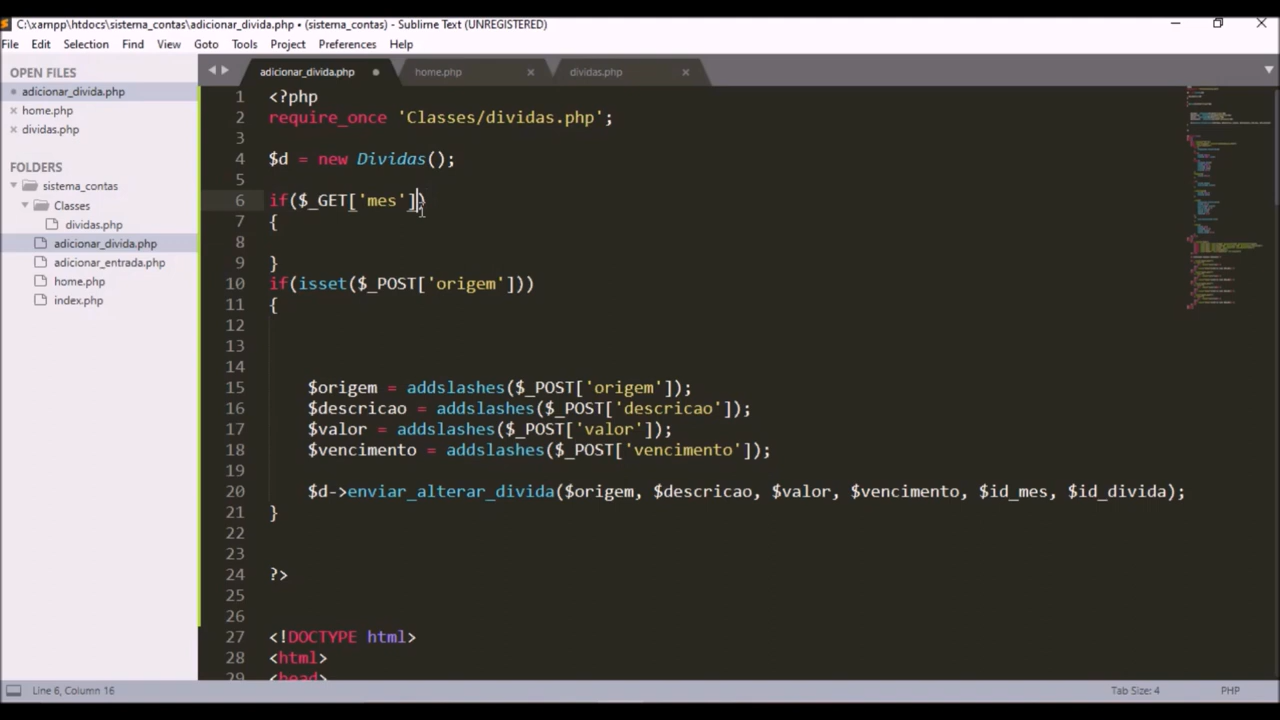 C:\xampp\htdocs\sistema_contas\adicionar_divida.php • (sistema_contas) - Sublime Text (UNREGISTERED)
File Edit Selection Find View Goto Tools Project Preferences Help
OPEN FILES
adicionar_divida.php
home.php
dividas.php
FOLDERS
sistema_contas
Classes
dividas.php
adicionar_divida.php
adicionar_entrada.php
home.php
index.php
adicionar_divida.php home.php dividas.php
1 <?php
2 require_once 'Classes/dividas.php';
3
4 $d = new Dividas();
5
6 if($_GET['mes'])
7 {
8
9 }
10 if(isset($_POST['origem']))
11 {
12
13
14
15 $origem = addslashes($_POST['origem']);
16 $descricao = addslashes($_POST['descricao']);
17 $valor = addslashes($_POST['valor']);
18 $vencimento = addslashes($_POST['vencimento']);
19
20 $d->enviar_alterar_divida($origem, $descricao, $valor, $vencimento, $id_mes, $id_divida);
21 }
22
23
24 ?>
25
26
27 <!DOCTYPE html>
28 <html>
29 <head>
Line 6, Column 16 Tab Size: 4 PHP